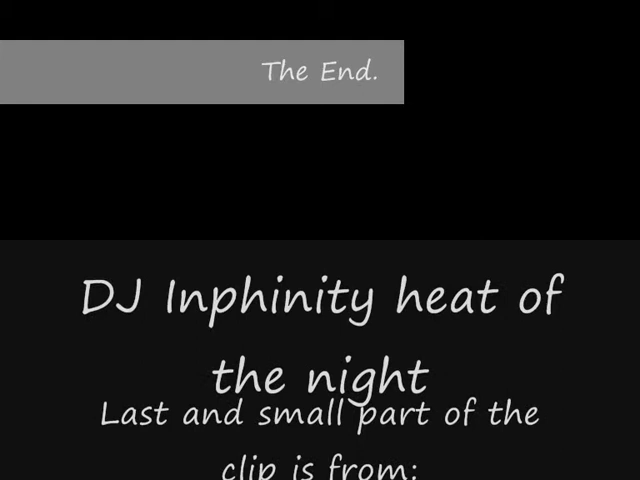 The End.
DJ Inphinity heat of
the night
Last and small part of the
clip is from: